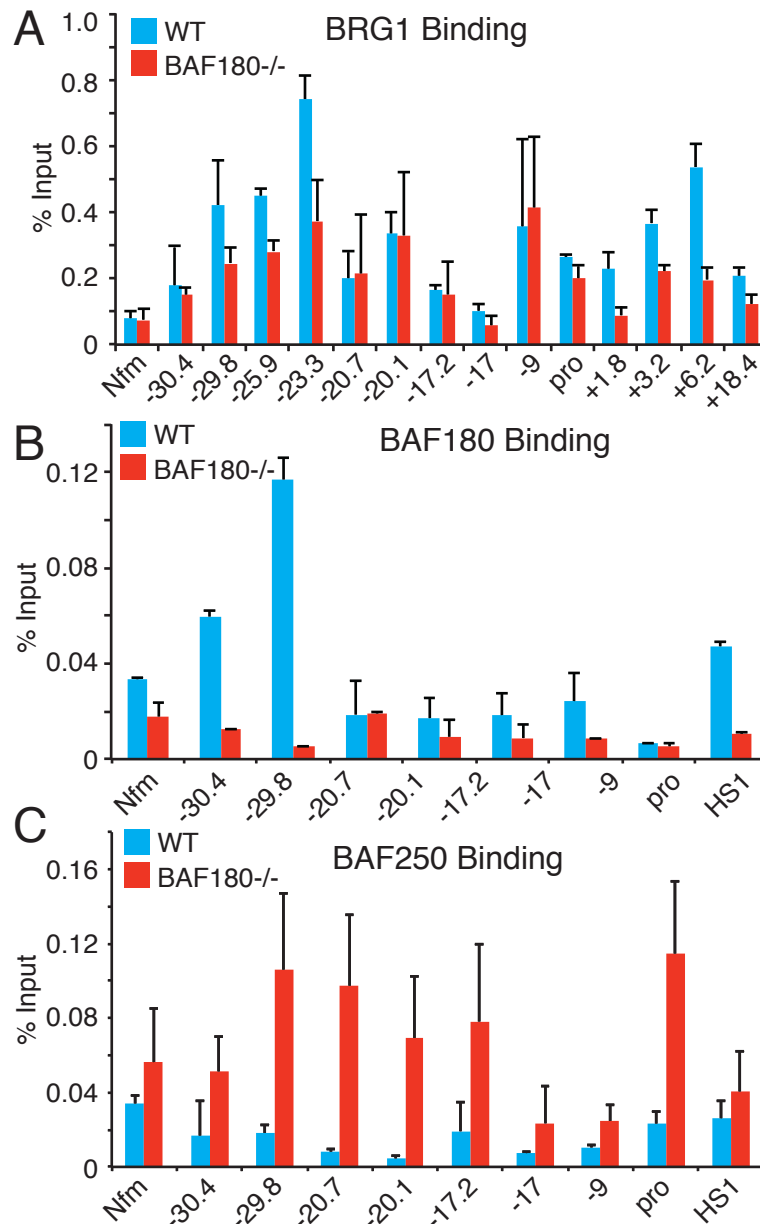 A
BRG1 Binding
WT
BAF180-/-
% Input
1.0
0.8
0.6
0.4
0.2
0
Nfm -30.4 -29.8 -25.9 -23.3 -20.7 -20.1 -17.2 -17 -9 pro +1.8 +3.2 +6.2 +18.4
B
BAF180 Binding
WT
BAF180-/-
% Input
0.12
0.08
0.04
0
Nfm -30.4 -29.8 -20.7 -20.1 -17.2 -17 -9 pro HS1
C
BAF250 Binding
WT
BAF180-/-
% Input
0.16
0.12
0.08
0.04
0
Nfm -30.4 -29.8 -20.7 -20.1 -17.2 -17 -9 pro HS1